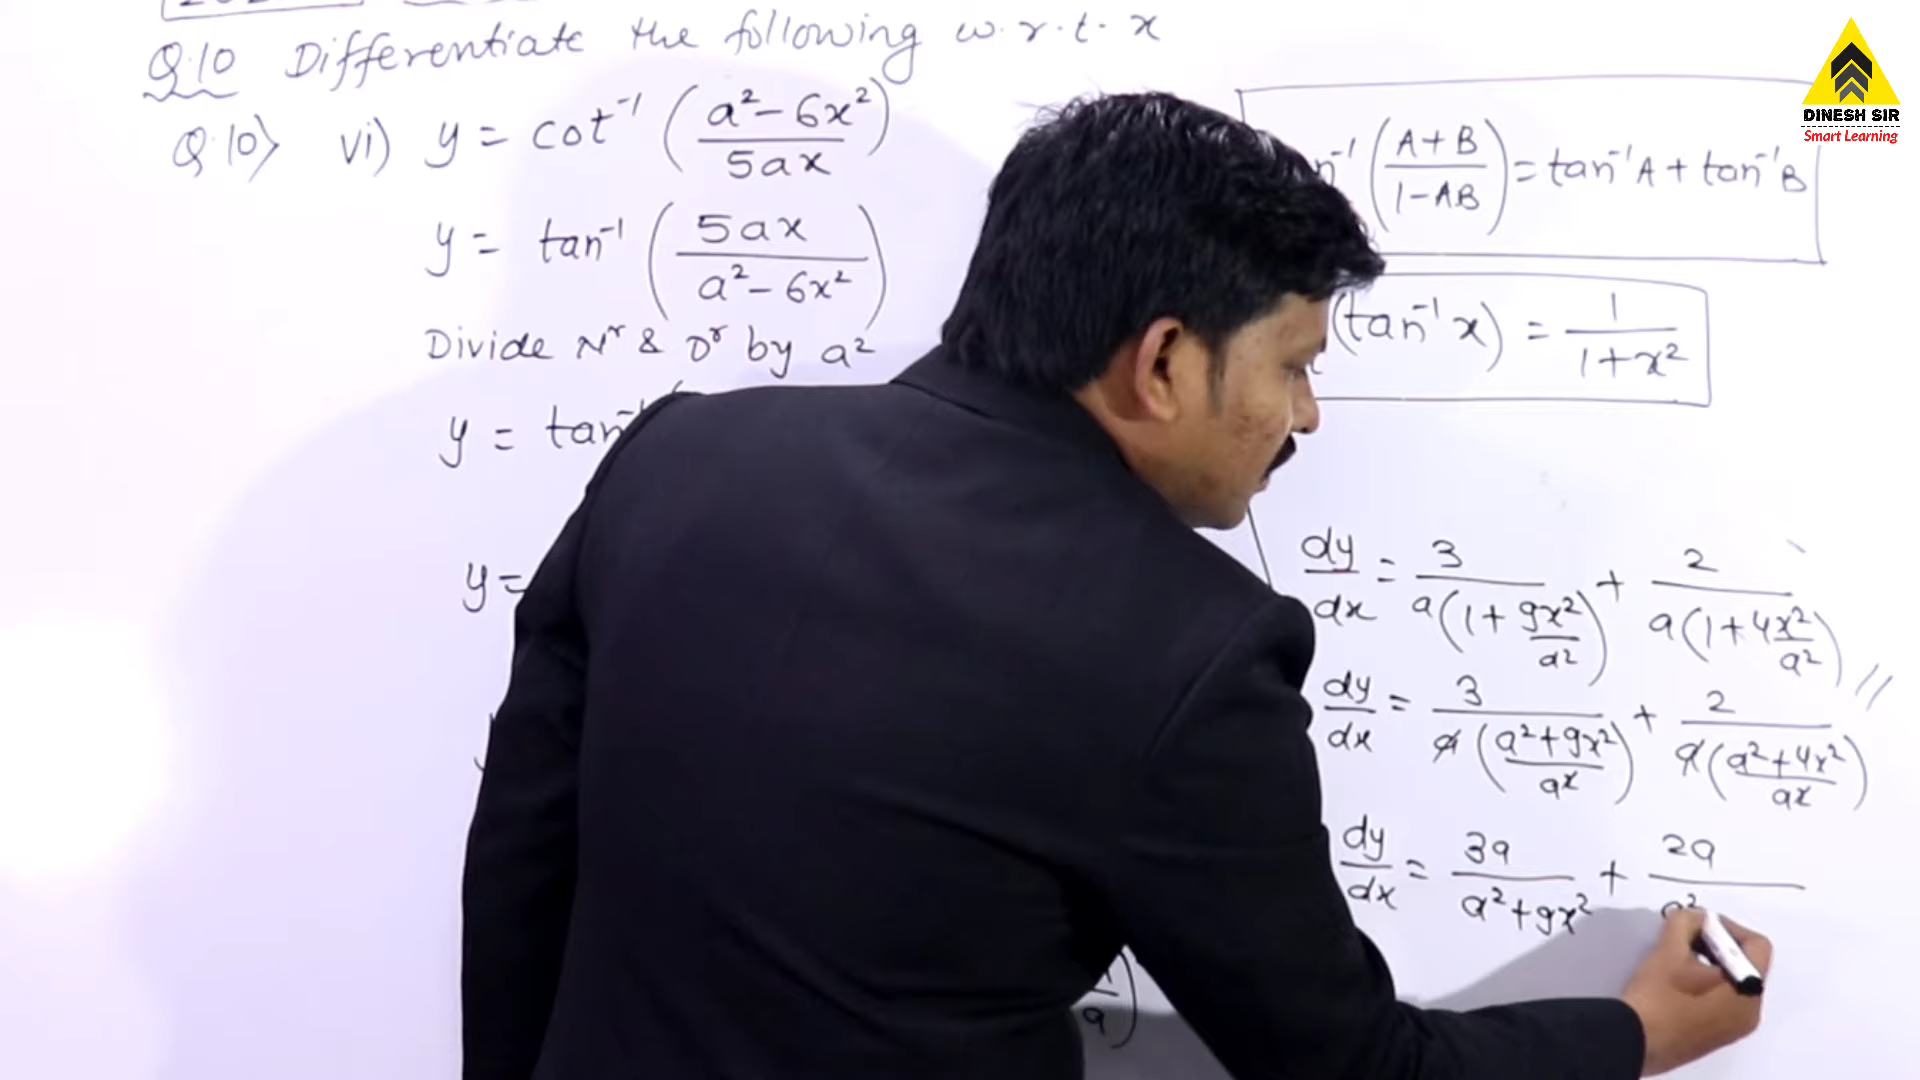 Q.10 Differentiate the following w.r.t. x
Q.10) vi) y = cot⁻¹ ( (a² - 6x²) / 5ax )
y = tan⁻¹ ( 5ax / (a² - 6x²) )
Divide Nʳ & Dʳ by a²
y = tan⁻¹
y =
( (A+B) / (1-AB) ) = tan⁻¹A + tan⁻¹B
(tan⁻¹ x) = 1 / (1+x²)
dy/dx = 3 / a(1 + 9x²/a²) + 2 / a(1 + 4x²/a²) //
dy/dx = 3 / a((a²+9x²)/a²) + 2 / a((a²+4x²)/a²)
dy/dx = 3a / (a²+9x²) + 2a / a²
DINESH SIR
Smart Learning